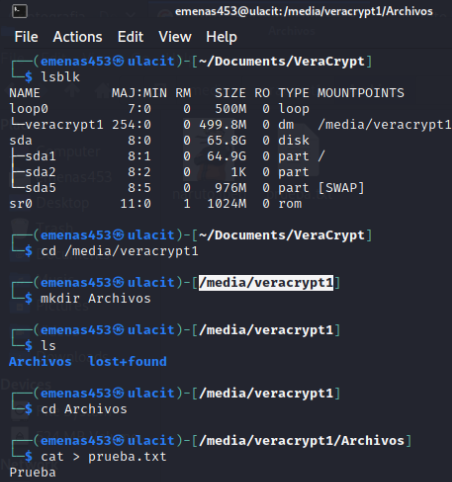 emenas453@ulacit:/media/veracrypt1/Archivos
File Actions Edit View Help
┌──(emenas453㉿ulacit)-[~/Documents/VeraCrypt]
└─$ lsblk
NAME MAJ:MIN RM SIZE RO TYPE MOUNTPOINTS
loop0 7:0 0 500M 0 loop
└─veracrypt1 254:0 0 499.8M 0 dm /media/veracrypt1
sda 8:0 0 65.8G 0 disk
├─sda1 8:1 0 64.9G 0 part /
├─sda2 8:2 0 1K 0 part
└─sda5 8:5 0 976M 0 part [SWAP]
sr0 11:0 1 1024M 0 rom
┌──(emenas453㉿ulacit)-[~/Documents/VeraCrypt]
└─$ cd /media/veracrypt1
┌──(emenas453㉿ulacit)-[/media/veracrypt1]
└─$ mkdir Archivos
┌──(emenas453㉿ulacit)-[/media/veracrypt1]
└─$ ls
Archivos lost+found
┌──(emenas453㉿ulacit)-[/media/veracrypt1]
└─$ cd Archivos
┌──(emenas453㉿ulacit)-[/media/veracrypt1/Archivos]
└─$ cat > prueba.txt
Prueba